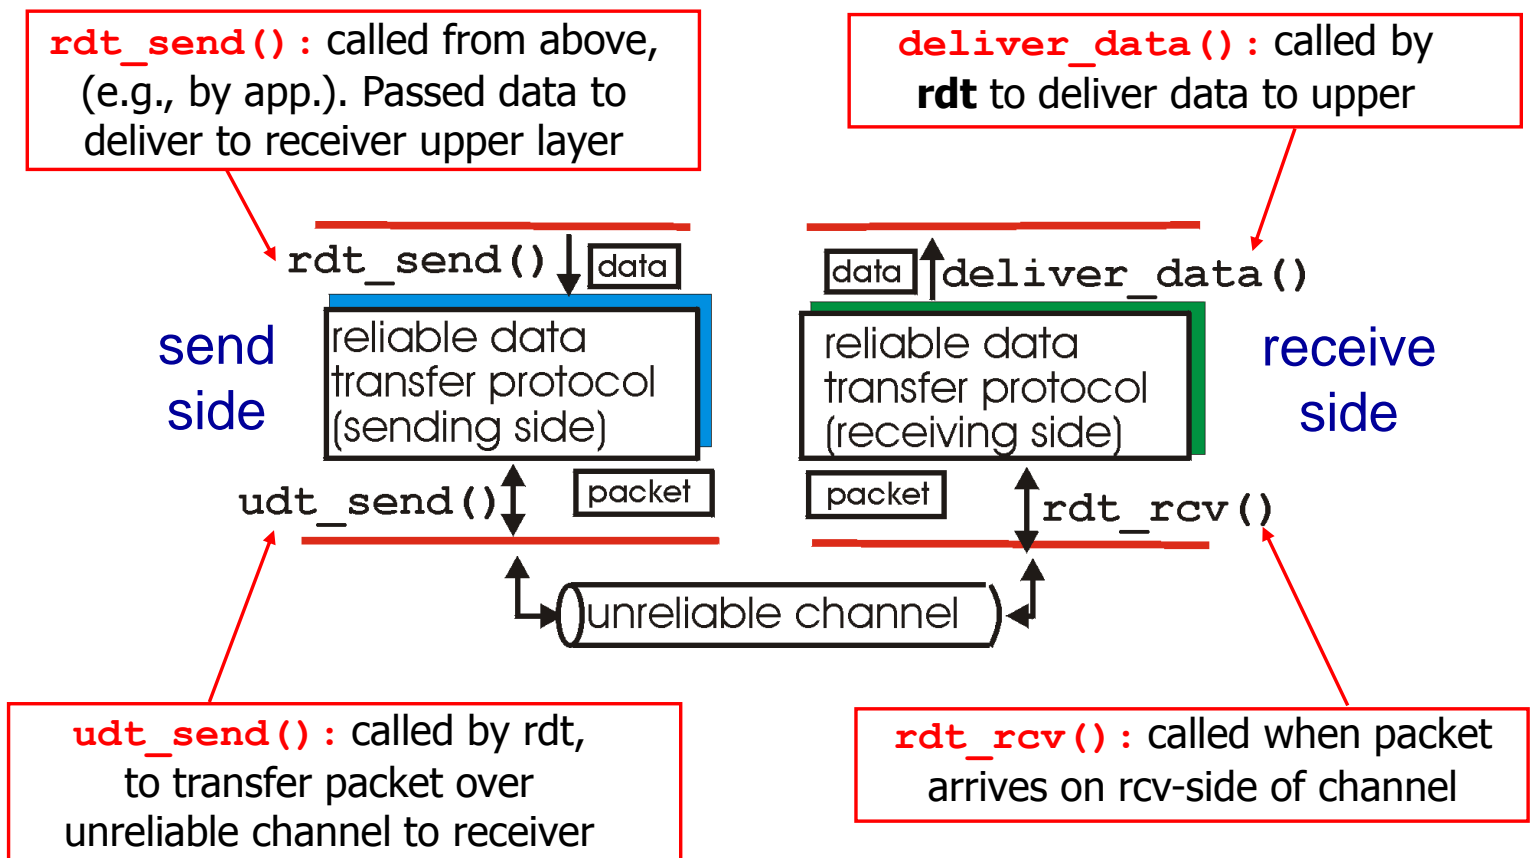 rdt_send(): called from above,
(e.g., by app.). Passed data to
deliver to receiver upper layer
deliver_data(): called by
rdt to deliver data to upper
rdt_send()
data
data
deliver_data()
send
side
reliable data
transfer protocol
(sending side)
reliable data
transfer protocol
(receiving side)
receive
side
udt_send()
packet
packet
rdt_rcv()
unreliable channel
udt_send(): called by rdt,
to transfer packet over
unreliable channel to receiver
rdt_rcv(): called when packet
arrives on rcv-side of channel